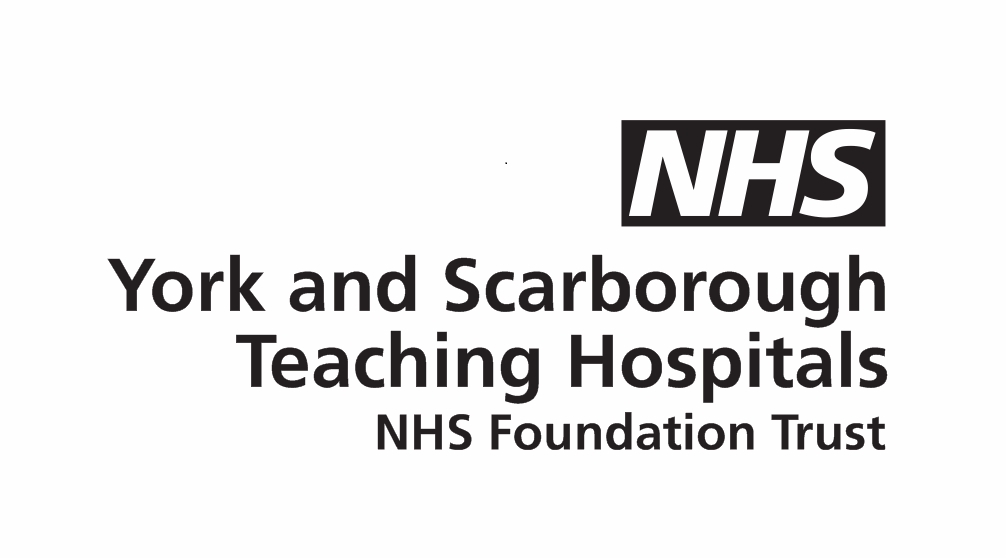 NHS
York and Scarborough
Teaching Hospitals
NHS Foundation Trust